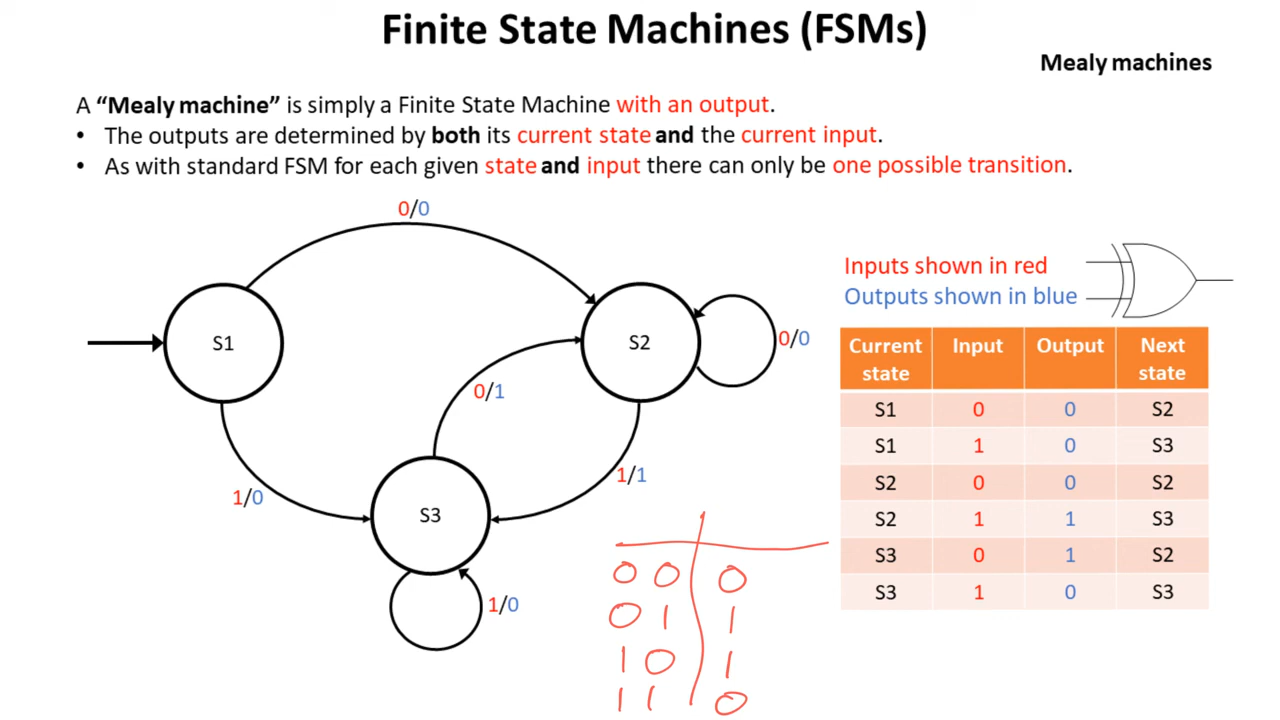 Finite State Machines (FSMs)
Mealy machines
A “Mealy machine” is simply a Finite State Machine with an output.
• The outputs are determined by both its current state and the current input.
• As with standard FSM for each given state and input there can only be one possible transition.
0/0
S1
S2
0/0
0/1
1/1
1/0
S3
1/0
Inputs shown in red
Outputs shown in blue
Current state Input Output Next state
S1 0 0 S2
S1 1 0 S3
S2 0 0 S2
S2 1 1 S3
S3 0 1 S2
S3 1 0 S3
0 0 0
0 1 1
1 0 1
1 1 0